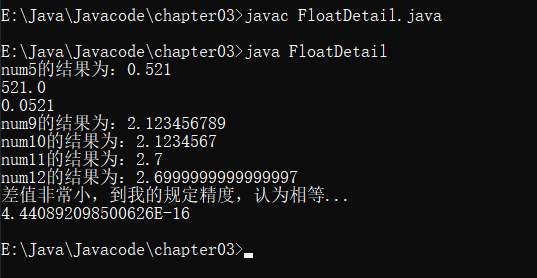 E:\Java\Javacode\chapter03>javac FloatDetail.java
E:\Java\Javacode\chapter03>java FloatDetail
num5的结果为：0.521
521.0
0.0521
num9的结果为：2.123456789
num10的结果为：2.1234567
num11的结果为：2.7
num12的结果为：2.6999999999999997
差值非常小，到我的规定精度，认为相等...
4.440892098500626E-16
E:\Java\Javacode\chapter03>